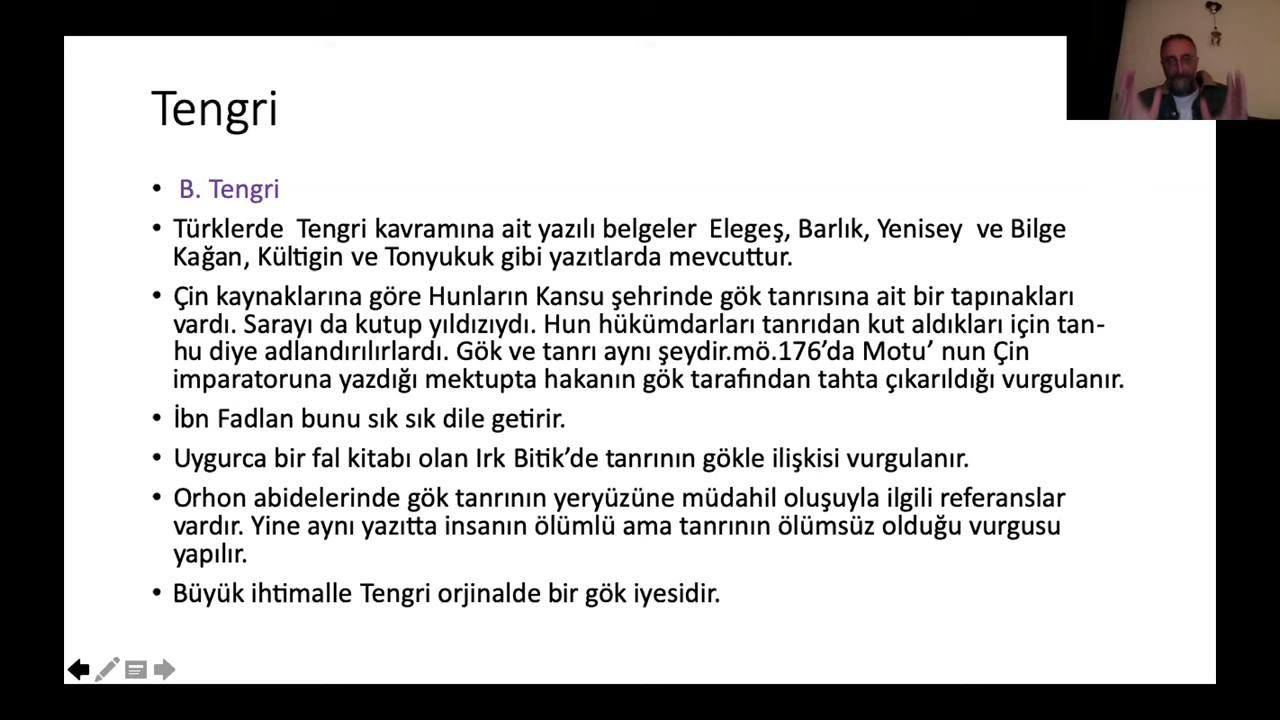 Tengri
• B. Tengri
• Türklerde Tengri kavramına ait yazılı belgeler Elegeş, Barlık, Yenisey ve Bilge
Kağan, Kültigin ve Tonyukuk gibi yazıtlarda mevcuttur.
• Çin kaynaklarına göre Hunların Kansu şehrinde gök tanrısına ait bir tapınakları
vardı. Sarayı da kutup yıldızıydı. Hun hükümdarları tanrıdan kut aldıkları için tan-
hu diye adlandırılırlardı. Gök ve tanrı aynı şeydir.mö.176’da Motu’ nun Çin
imparatoruna yazdığı mektupta hakanın gök tarafından tahta çıkarıldığı vurgulanır.
• İbn Fadlan bunu sık sık dile getirir.
• Uygurca bir fal kitabı olan Irk Bitik’de tanrının gökle ilişkisi vurgulanır.
• Orhon abidelerinde gök tanrının yeryüzüne müdahil oluşuyla ilgili referanslar
vardır. Yine aynı yazıtta insanın ölümlü ama tanrının ölümsüz olduğu vurgusu
yapılır.
• Büyük ihtimalle Tengri orjinalde bir gök iyesidir.